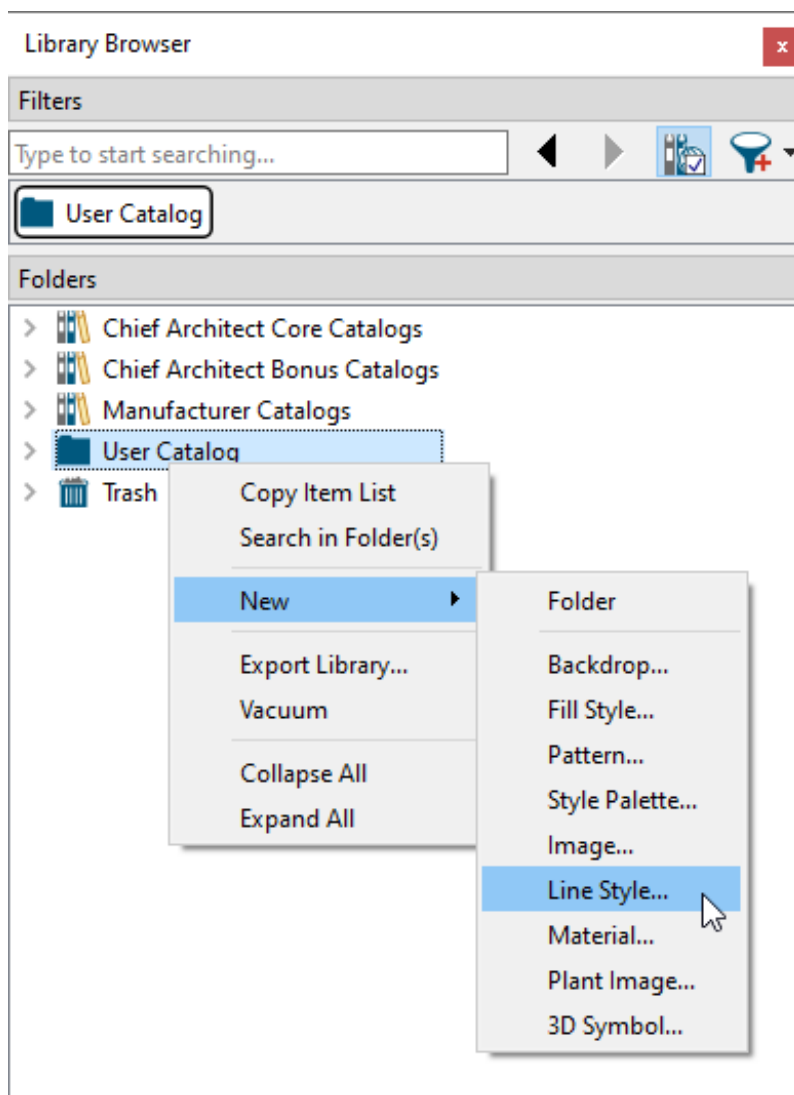 Library Browser
x
Filters
Type to start searching...
User Catalog
Folders
Chief Architect Core Catalogs
Chief Architect Bonus Catalogs
Manufacturer Catalogs
User Catalog
Trash
Copy Item List
Search in Folder(s)
New
Export Library...
Vacuum
Collapse All
Expand All
Folder
Backdrop...
Fill Style...
Pattern...
Style Palette...
Image...
Line Style...
Material...
Plant Image...
3D Symbol...